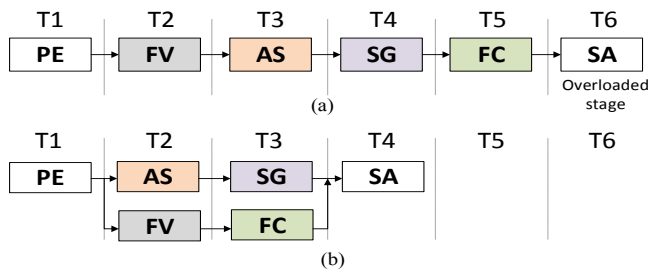 T1 T2 T3 T4 T5 T6
PE FV AS SG FC SA
Overloaded
stage
(a)
T1 T2 T3 T4 T5 T6
PE AS SG SA
FV FC
(b)